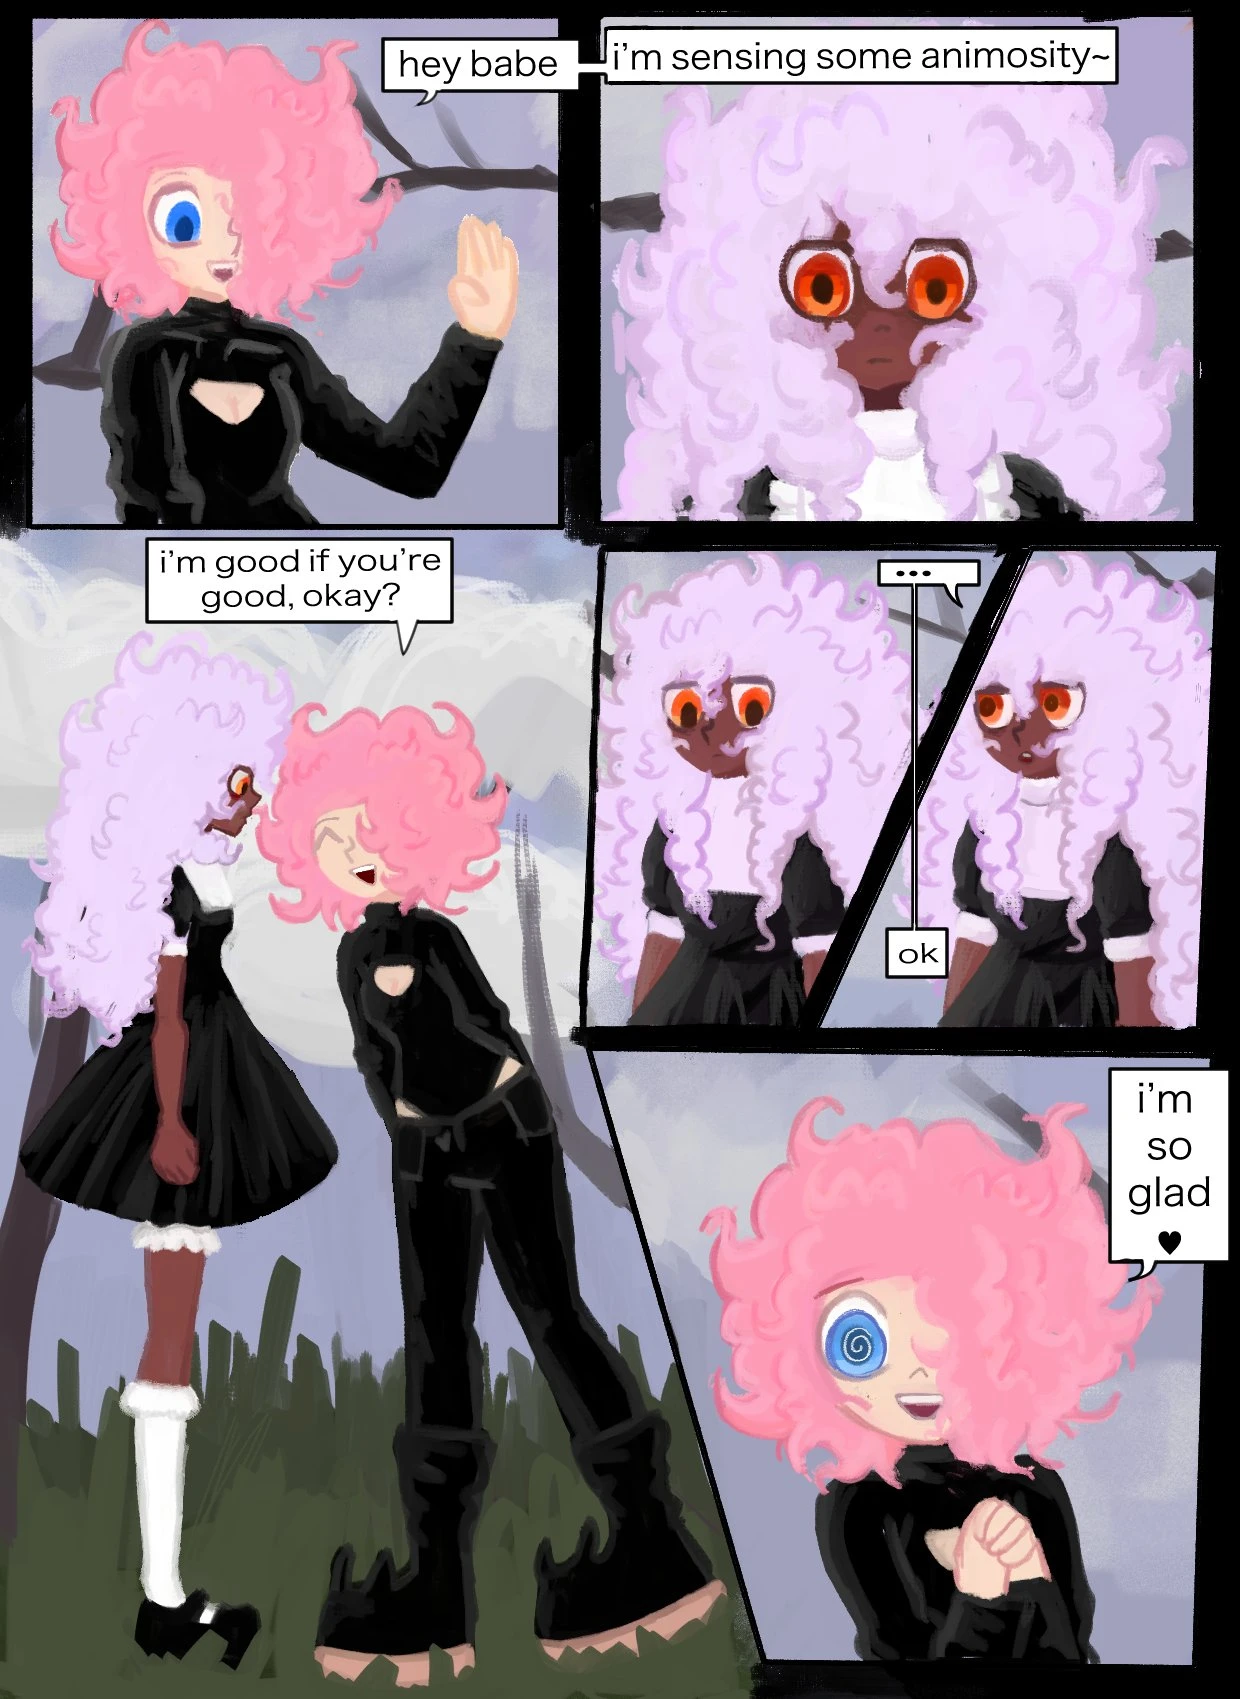 hey babe
i'm sensing some animosity~
i'm good if you're
good, okay?
...
ok
i'm
so
glad
♥